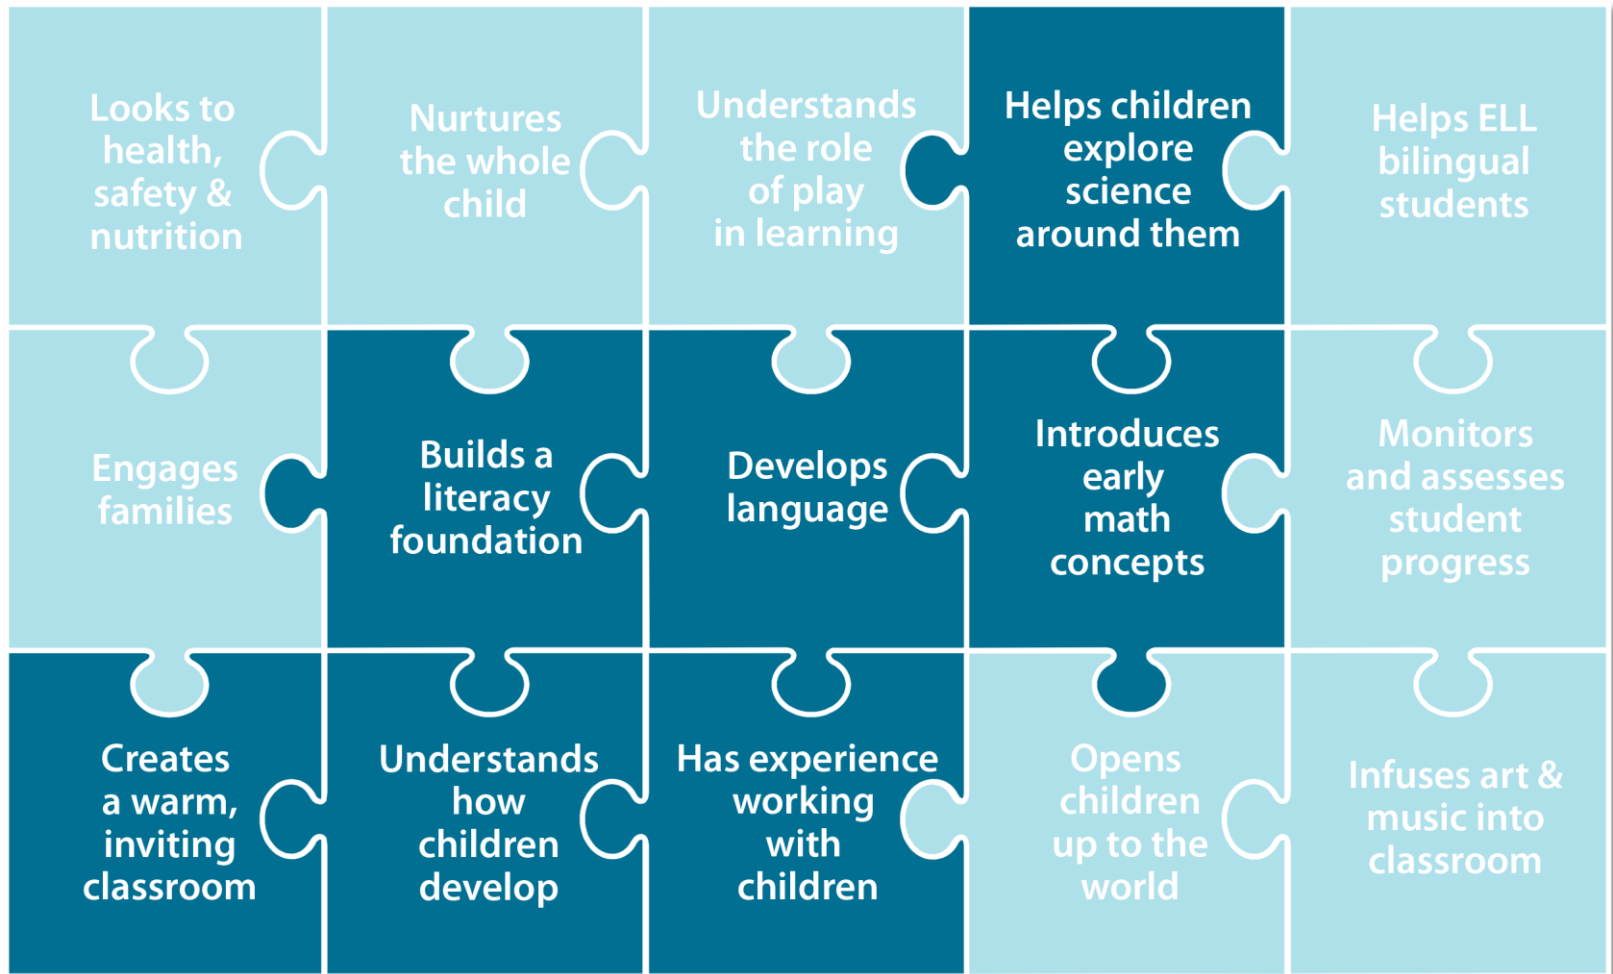 Looks to
health,
safety &
nutrition
Nurtures
the whole
child
Understands
the role
of play
in learning
Helps children
explore
science
around them
Helps ELL
bilingual
students
Engages
families
Builds a
literacy
foundation
Develops
language
Introduces
early
math
concepts
Monitors
and assesses
student
progress
Creates
a warm,
inviting
classroom
Understands
how
children
develop
Has experience
working
with
children
Opens
children
up to the
world
Infuses art &
music into
classroom